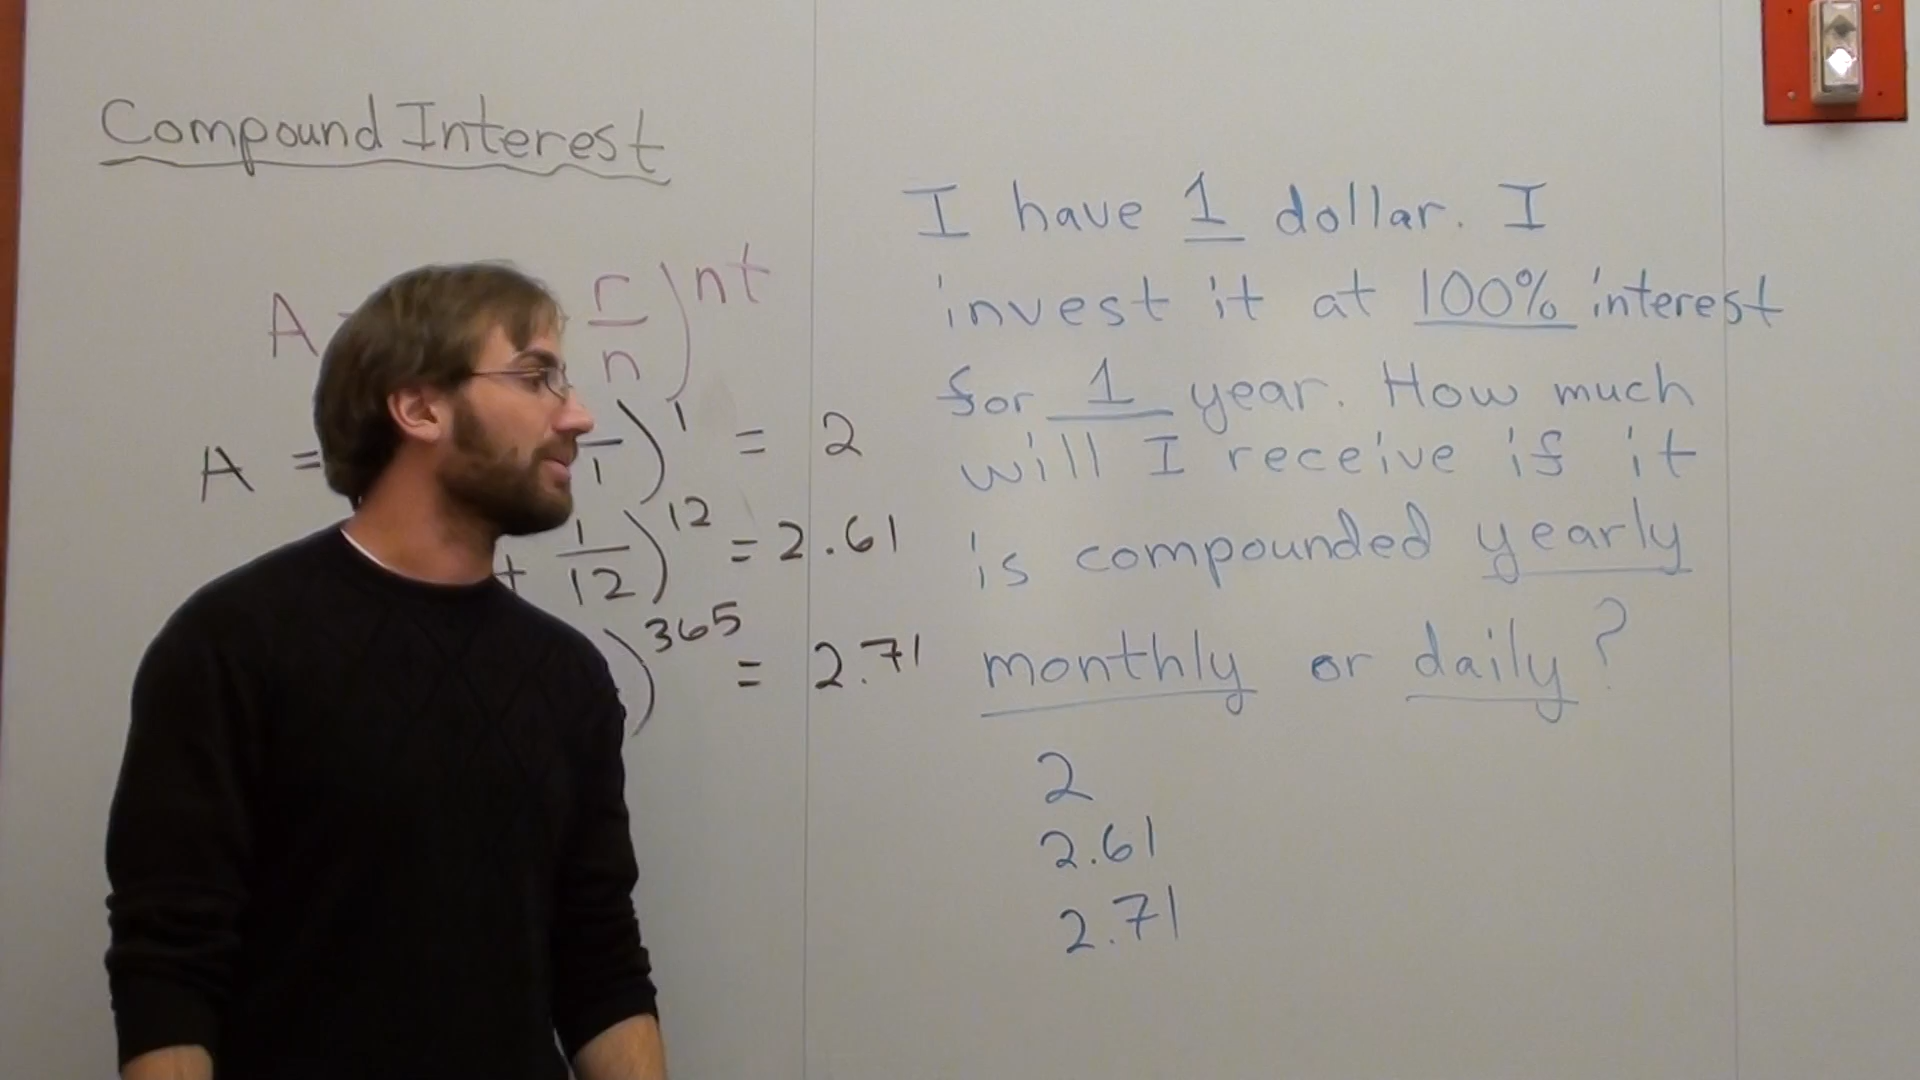 Compound Interest
A = r/n)^nt
A = /1)^1 = 2
+ 1/12)^12 = 2.61
)^365 = 2.71
I have 1 dollar. I
invest it at 100% interest
for 1 year. How much
will I receive if it
is compounded yearly
monthly or daily?
2
2.61
2.71